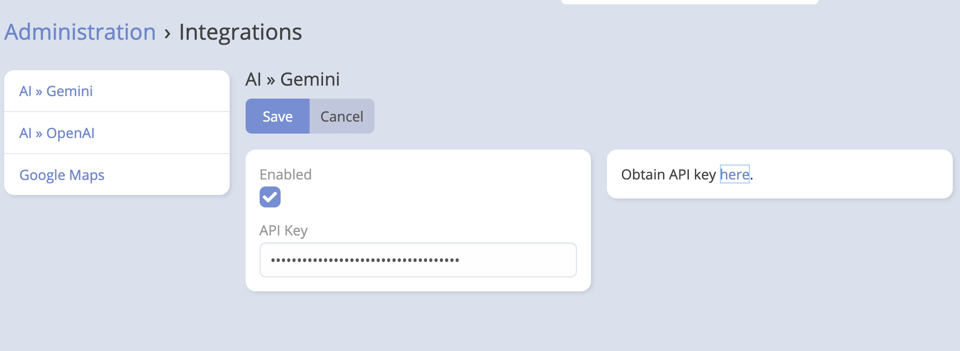 Administration › Integrations
AI » Gemini
AI » OpenAI
Google Maps
AI » Gemini
Save
Cancel
Enabled
API Key
••••••••••••••••••••••••••••••••••••
Obtain API key here.